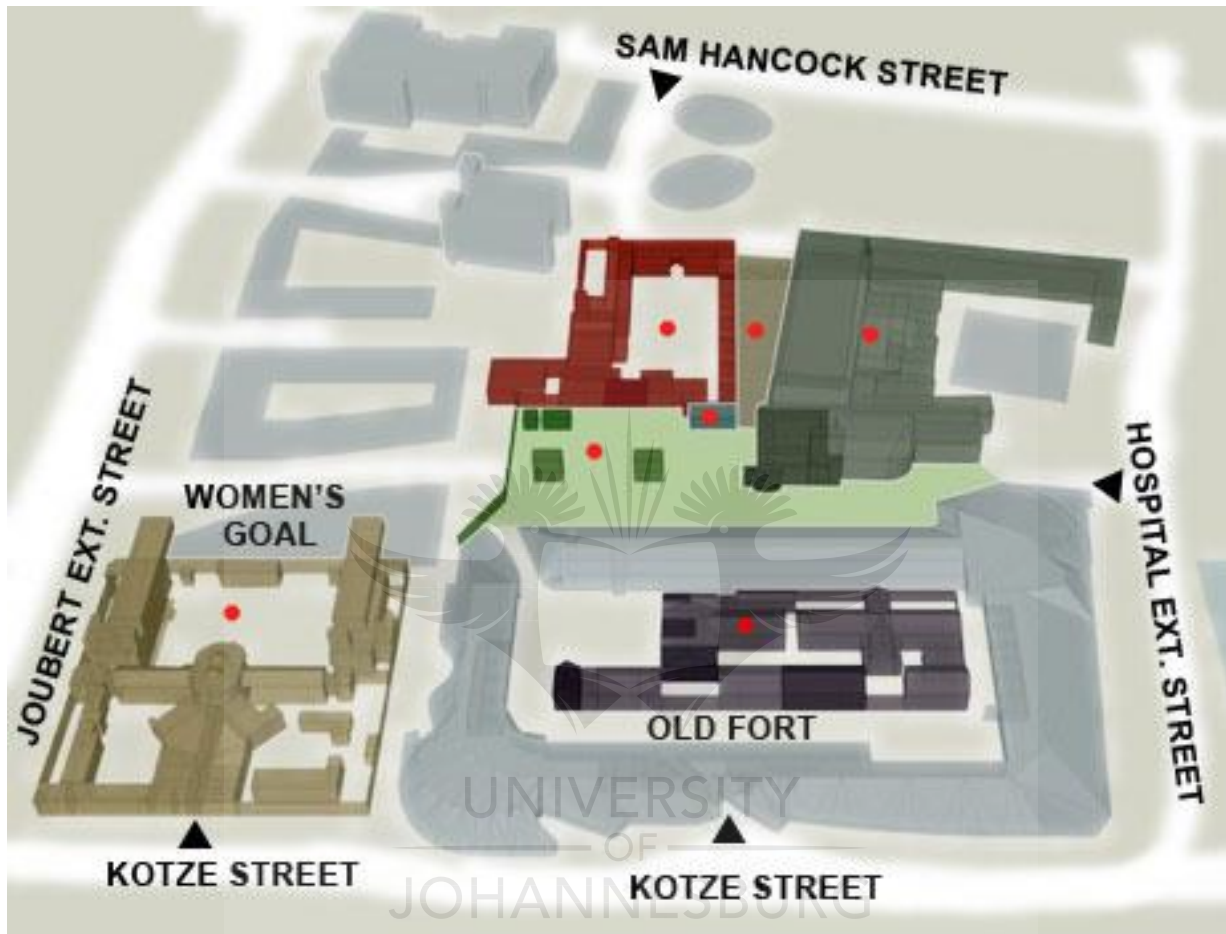 SAM HANCOCK STREET
JOUBERT EXT. STREET
WOMEN'S
GOAL
HOSPITAL EXT. STREET
OLD FORT
UNIVERSITY
OF
JOHANNESBURG
KOTZE STREET
KOTZE STREET